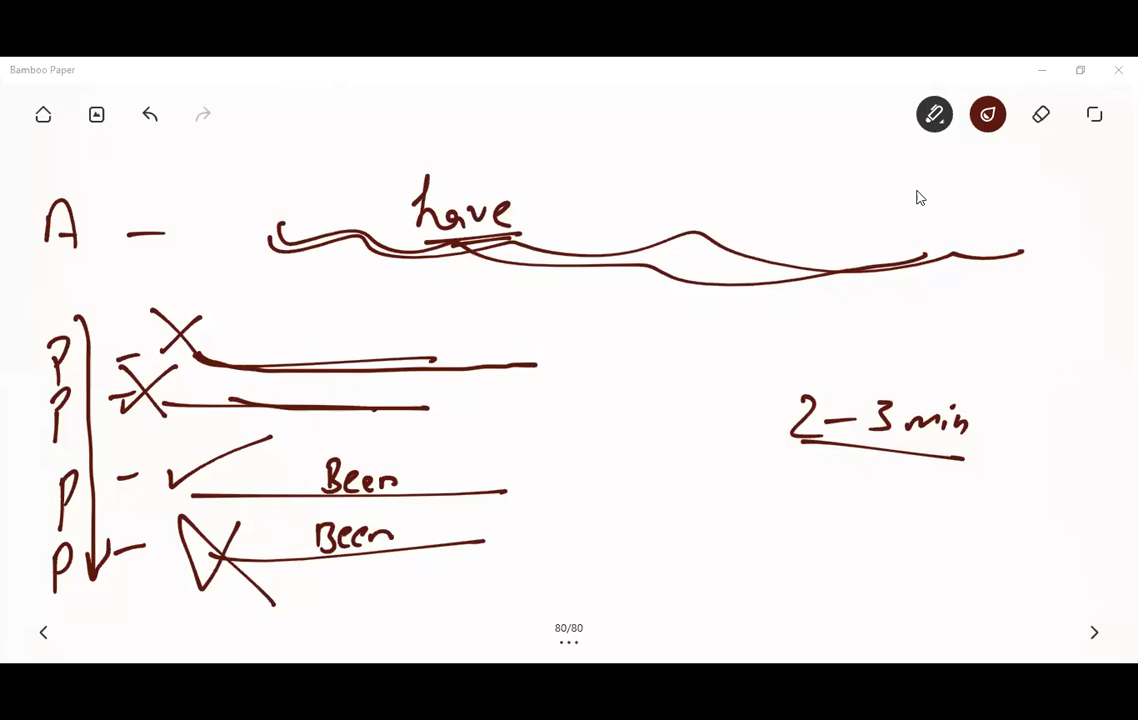 Bamboo Paper
A - have
P -
P -
2-3 min
P - Been
P - Been
80/80